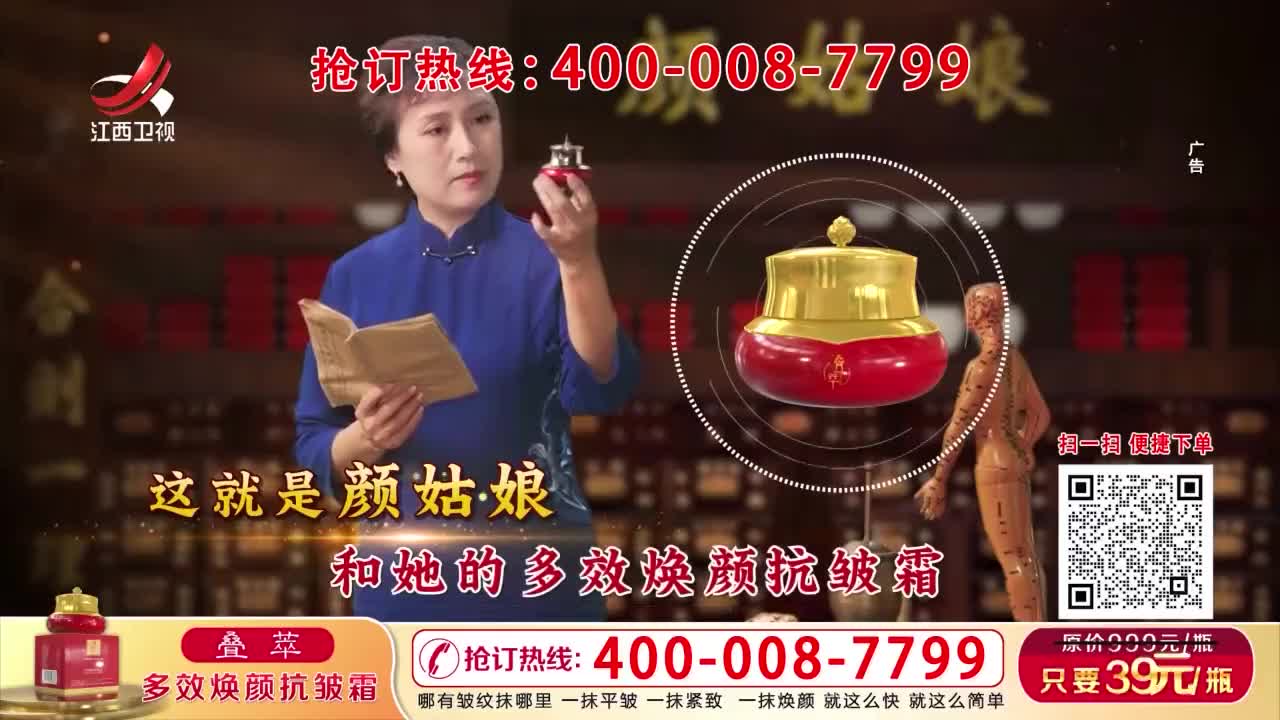 抢订热线：400-008-7799
颜姑娘
江西卫视
广告
这就是颜姑娘
和她的多效焕颜抗皱霜
扫一扫 便捷下单
叠萃
多效焕颜抗皱霜
抢订热线：400-008-7799
哪有皱纹抹哪里 一抹平皱 一抹紧致 一抹焕颜 就这么快 就这么简单
原价999元/瓶
只要39元/瓶